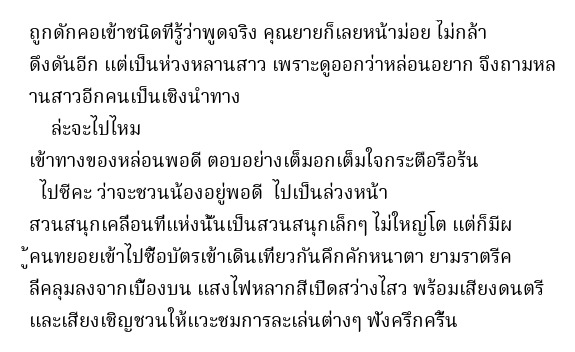 ถูกดักคอเข้าชนิดที่รู้ว่าพูดจริง คุณยายก็เลยหน้าม่อย ไม่กล้า
ดึงดันอีก แต่เป็นห่วงหลานสาว เพราะดูออกว่าหล่อนอยาก จึงถามหล
านสาวอีกคนเป็นเชิงนำทาง
ล่ะจะไปไหม
เข้าทางของหล่อนพอดี ตอบอย่างเต็มอกเต็มใจกระตือรือร้น
ไปซีคะ ว่าจะชวนน้องอยู่พอดี ไปเป็นล่วงหน้า
สวนสนุกเคลื่อนที่แห่งนั้นเป็นสวนสนุกเล็กๆ ไม่ใหญ่โต แต่ก็มีผ
ู้คนทยอยเข้าไปซื้อบัตรเข้าเดินเที่ยวกันคึกคักหนาตา ยามราตรีค
ลี่คลุมลงจากเบื้องบน แสงไฟหลากสีเปิดสว่างไสว พร้อมเสียงดนตรี
และเสียงเชิญชวนให้แวะชมการละเล่นต่างๆ ฟังครึกครื้น